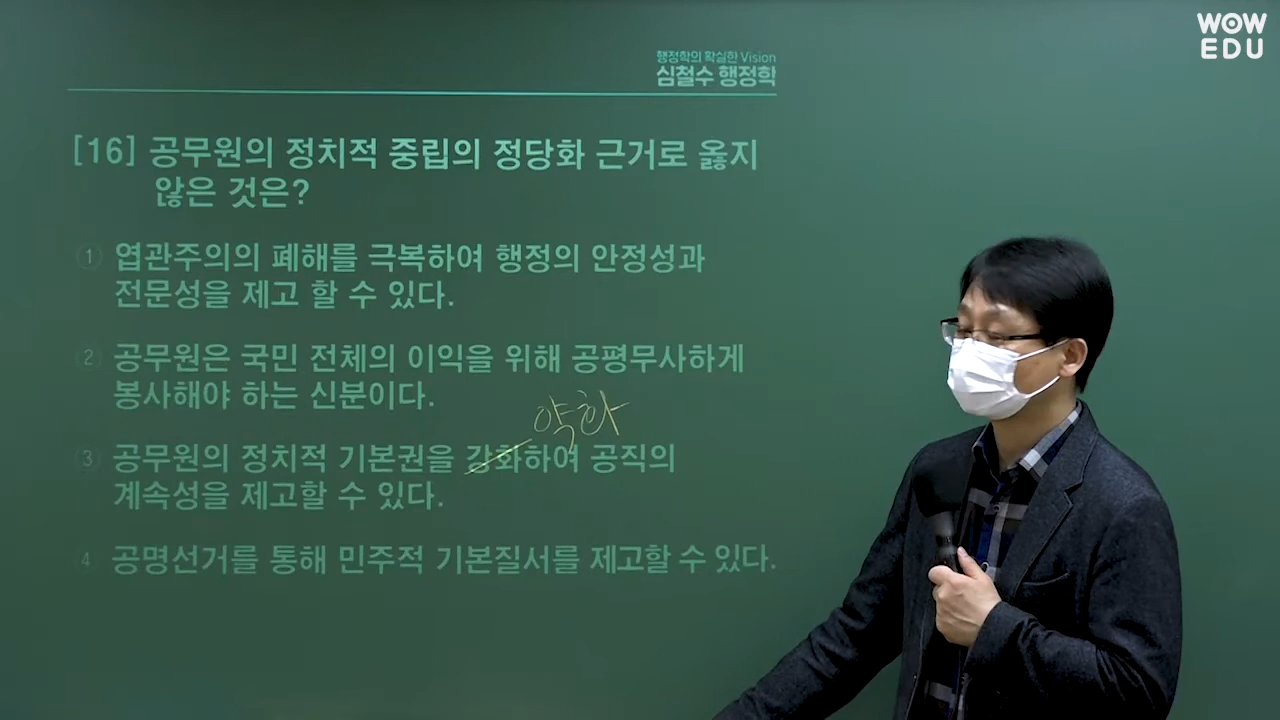 WOW
EDU
행정학의 확실한 Vision
심철수 행정학
[16] 공무원의 정치적 중립의 정당화 근거로 옳지
않은 것은?
① 엽관주의의 폐해를 극복하여 행정의 안정성과
전문성을 제고 할 수 있다.
② 공무원은 국민 전체의 이익을 위해 공평무사하게
봉사해야 하는 신분이다.
약화
③ 공무원의 정치적 기본권을 강화하여 공직의
계속성을 제고할 수 있다.
④ 공명선거를 통해 민주적 기본질서를 제고할 수 있다.